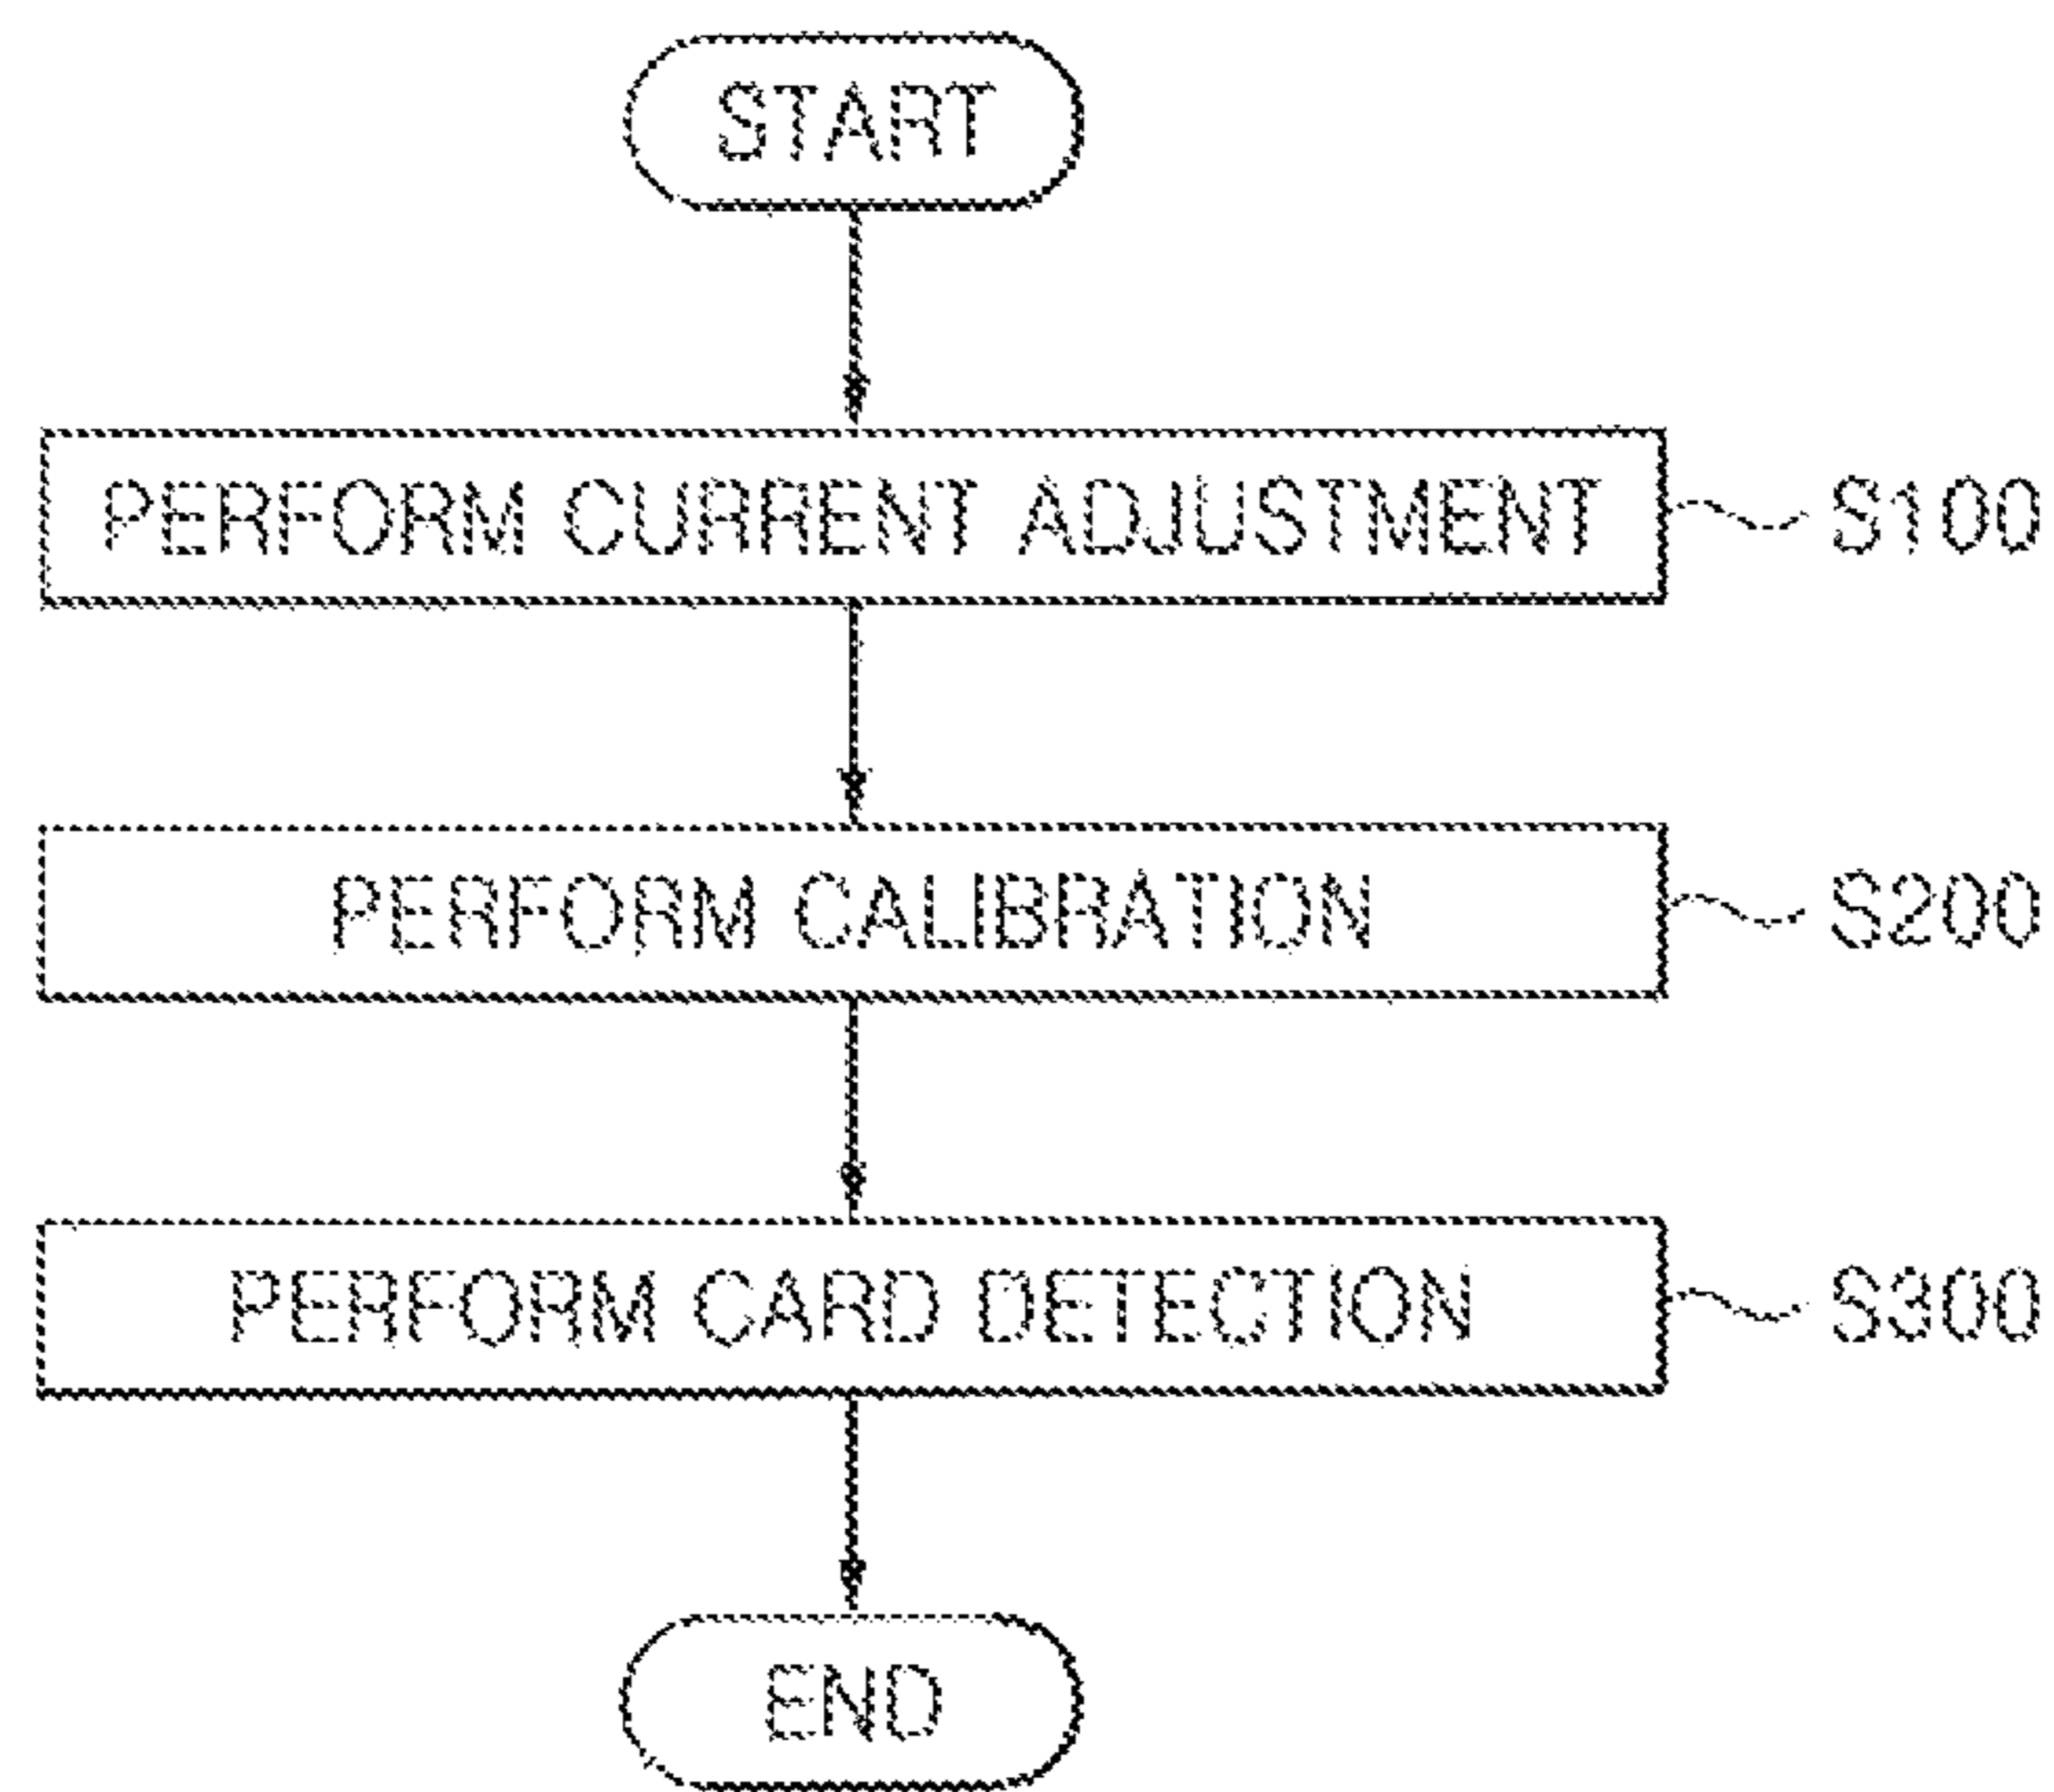 START
PERFORM CURRENT ADJUSTMENT
S100
PERFORM CALIBRATION
S200
PERFORM CARD DETECTION
S300
END